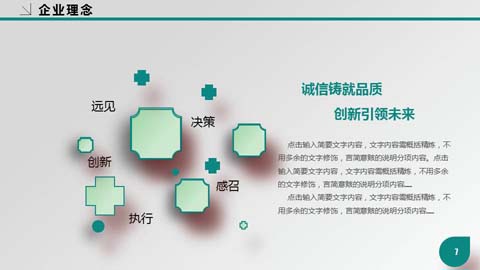 企业理念
远见
决策
创新
感召
执行
诚信铸就品质
创新引领未来
点击输入简要文字内容，文字内容需概括精炼，不
用多余的文字修饰，言简意赅的说明分项内容。点击
输入简要文字内容，文字内容需概括精炼，不用多余
的文字修饰，言简意赅的说明分项内容……
点击输入简要文字内容，文字内容需概括精炼，不
用多余的文字修饰，言简意赅的说明分项内容……
7